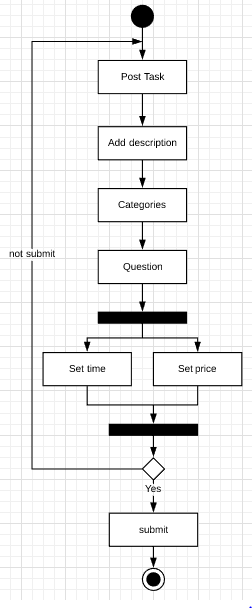 Post Task
Add description
Categories
not submit
Question
Set time
Set price
Yes
submit